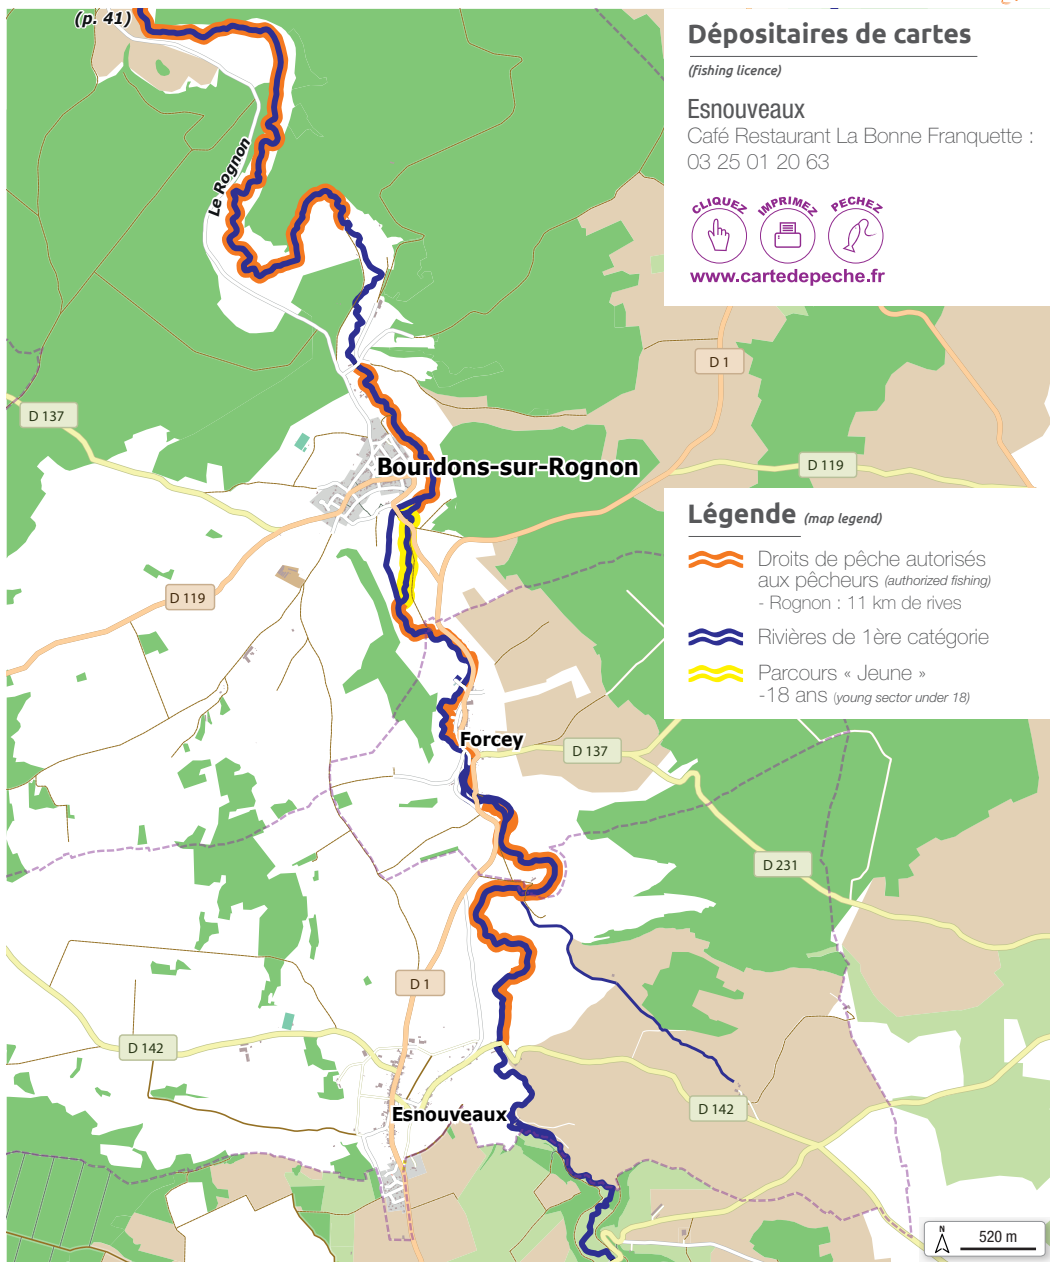 (p. 41)
Dépositaires de cartes
(fishing licence)
Esnouveaux
Café Restaurant La Bonne Franquette :
03 25 01 20 63
CLIQUEZ IMPRIMEZ PECHEZ
www.cartedepeche.fr
Le Rognon
D 1
D 137
Bourdons-sur-Rognon
D 119
Légende (map legend)
Droits de pêche autorisés
aux pêcheurs (authorized fishing)
- Rognon : 11 km de rives
Rivières de 1ère catégorie
Parcours « Jeune »
-18 ans (young sector under 18)
D 119
Forcey
D 137
D 231
D 1
D 142
D 142
Esnouveaux
N
520 m